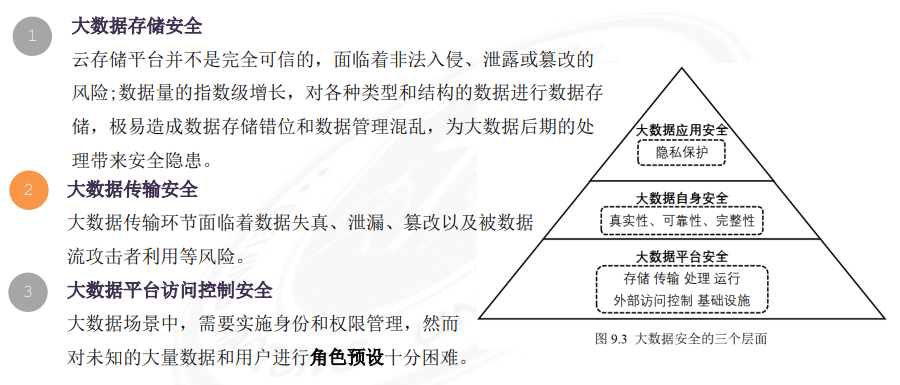 1
大数据存储安全
云存储平台并不是完全可信的，面临着非法入侵、泄露或篡改的
风险;数据量的指数级增长，对各种类型和结构的数据进行数据存
储，极易造成数据存储错位和数据管理混乱，为大数据后期的处
理带来安全隐患。
2
大数据传输安全
大数据传输环节面临着数据失真、泄漏、篡改以及被数据
流攻击者利用等风险。
3
大数据平台访问控制安全
大数据场景中，需要实施身份和权限管理，然而
对未知的大量数据和用户进行角色预设十分困难。
大数据应用安全
隐私保护
大数据自身安全
真实性、可靠性、完整性
大数据平台安全
存储 传输 处理 运行
外部访问控制 基础设施
图 9.3 大数据安全的三个层面